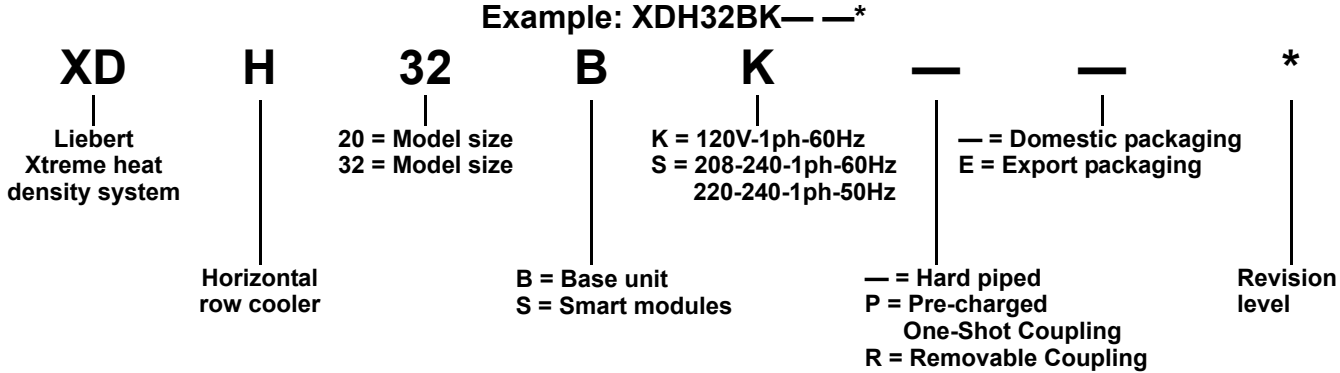 Example: XDH32BK— —*
XD H 32 B K — — *
Liebert
Xtreme heat
density system
20 = Model size
32 = Model size
K = 120V-1ph-60Hz
S = 208-240-1ph-60Hz
220-240-1ph-50Hz
— = Domestic packaging
E = Export packaging
Horizontal
row cooler
B = Base unit
S = Smart modules
— = Hard piped
P = Pre-charged
One-Shot Coupling
R = Removable Coupling
Revision
level